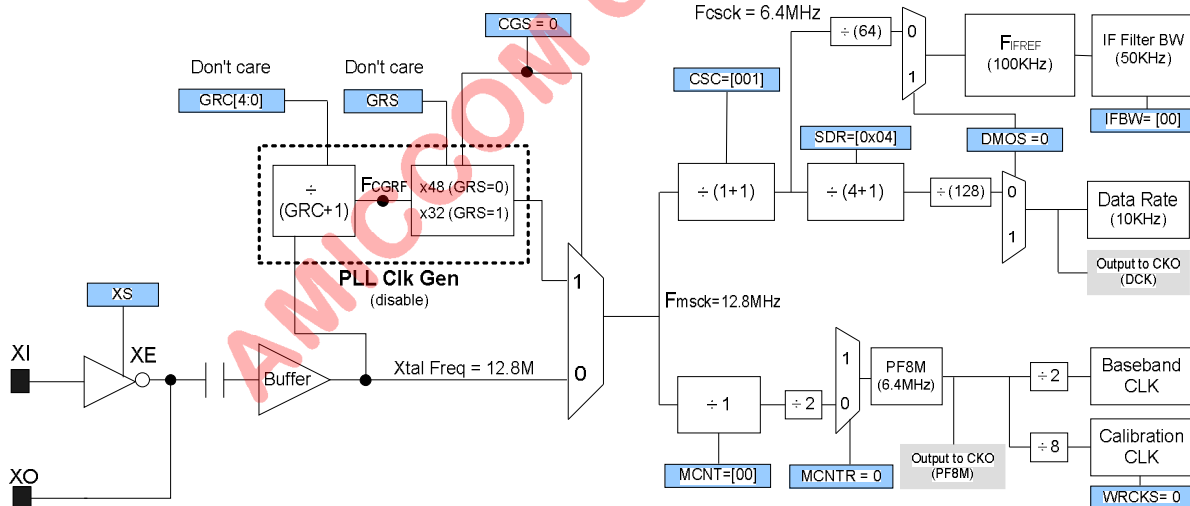 Fcsck = 6.4MHz
CGS = 0
÷(64)
0
1
FIFREF
(100KHz)
IF Filter BW
(50KHz)
IFBW= [00]
Don't care
GRC[4:0]
Don't care
GRS
CSC=[001]
SDR=[0x04]
DMOS =0
÷
(GRC+1)
FCGRF
x48 (GRS=0)
x32 (GRS=1)
PLL Clk Gen
(disable)
÷ (1+1)
÷ (4+1)
÷(128)
0
1
Data Rate
(10KHz)
Output to CKO
(DCK)
XS
XI
XE
XO
Buffer
Xtal Freq = 12.8M
1
0
Fmsck=12.8MHz
÷ 1
÷2
1
0
PF8M
(6.4MHz)
÷2
Baseband
CLK
÷8
Calibration
CLK
MCNT=[00]
MCNTR = 0
Output to CKO
(PF8M)
WRCKS= 0
AMICCOM C